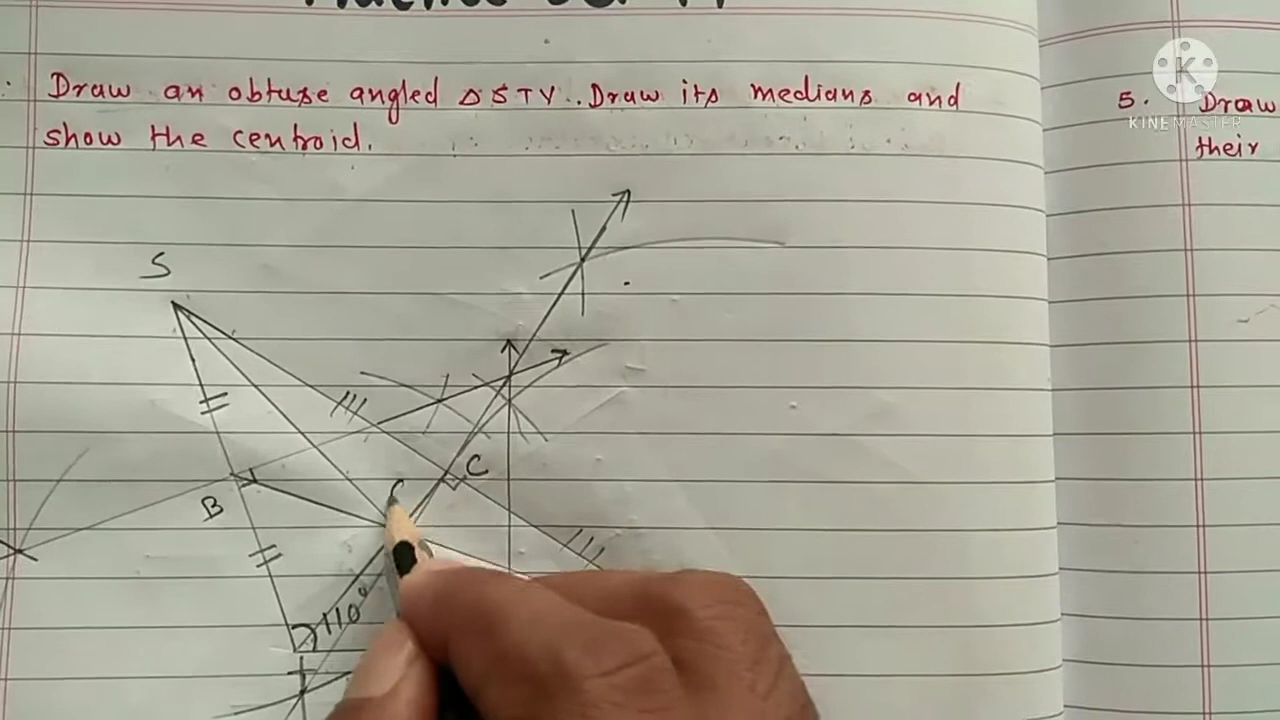 Draw an obtuse angled Δ STV. Draw its medians and
show the centroid.
5. Draw
their
KINEMASTER
S
B
C
110°